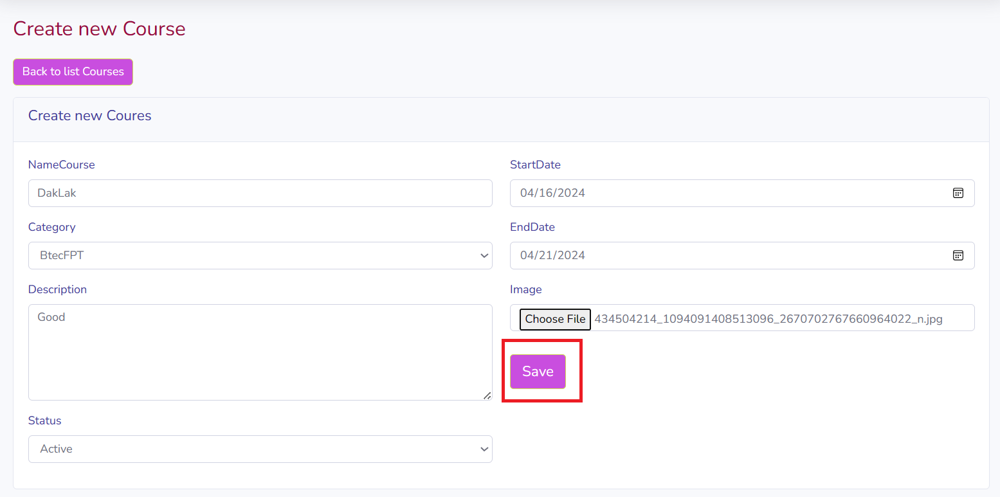 Create new Course
Back to list Courses
Create new Coures
NameCourse
DakLak
Category
BtecFPT
Description
Good
Status
Active
StartDate
04/16/2024
EndDate
04/21/2024
Image
Choose File 434504214_1094091408513096_2670702767660964022_n.jpg
Save